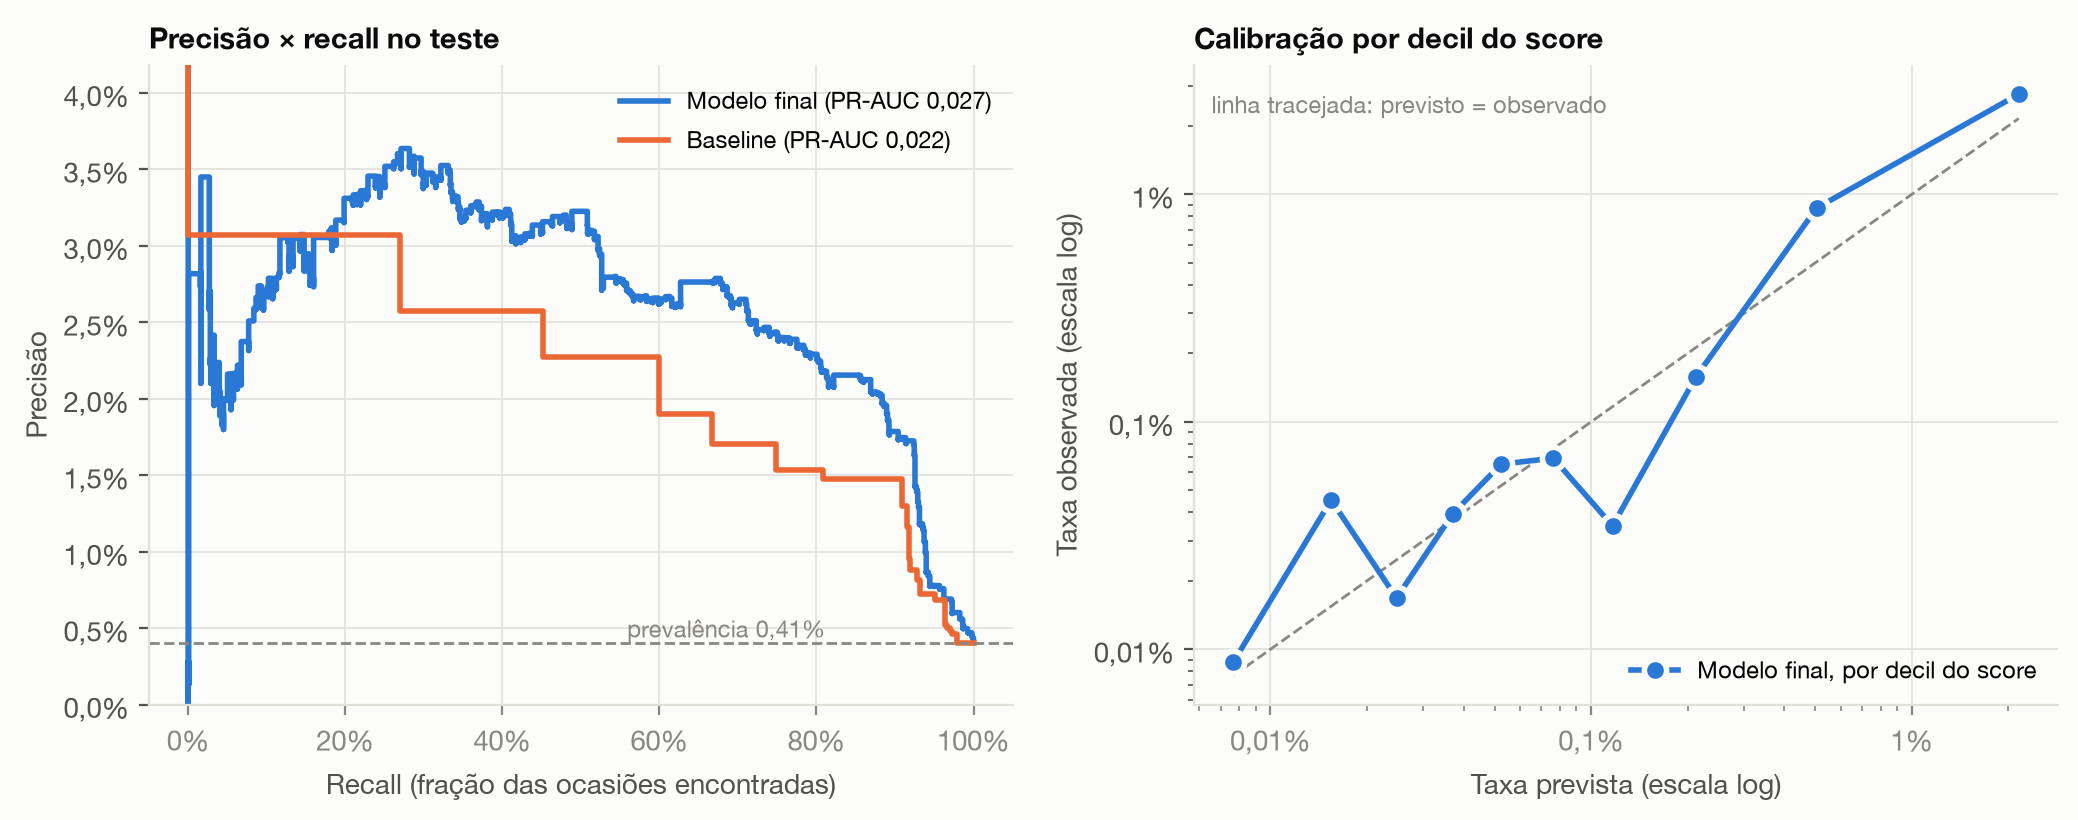 Precisão × recall no teste
4,0%
3,5%
3,0%
2,5%
2,0%
1,5%
1,0%
0,5%
0,0%
Precisão
Modelo final (PR-AUC 0,027)
Baseline (PR-AUC 0,022)
prevalência 0,41%
0%
20%
40%
60%
80%
100%
Recall (fração das ocasiões encontradas)
Calibração por decil do score
linha tracejada: previsto = observado
1%
0,1%
0,01%
Taxa observada (escala log)
Modelo final, por decil do score
0,01%
0,1%
1%
Taxa prevista (escala log)